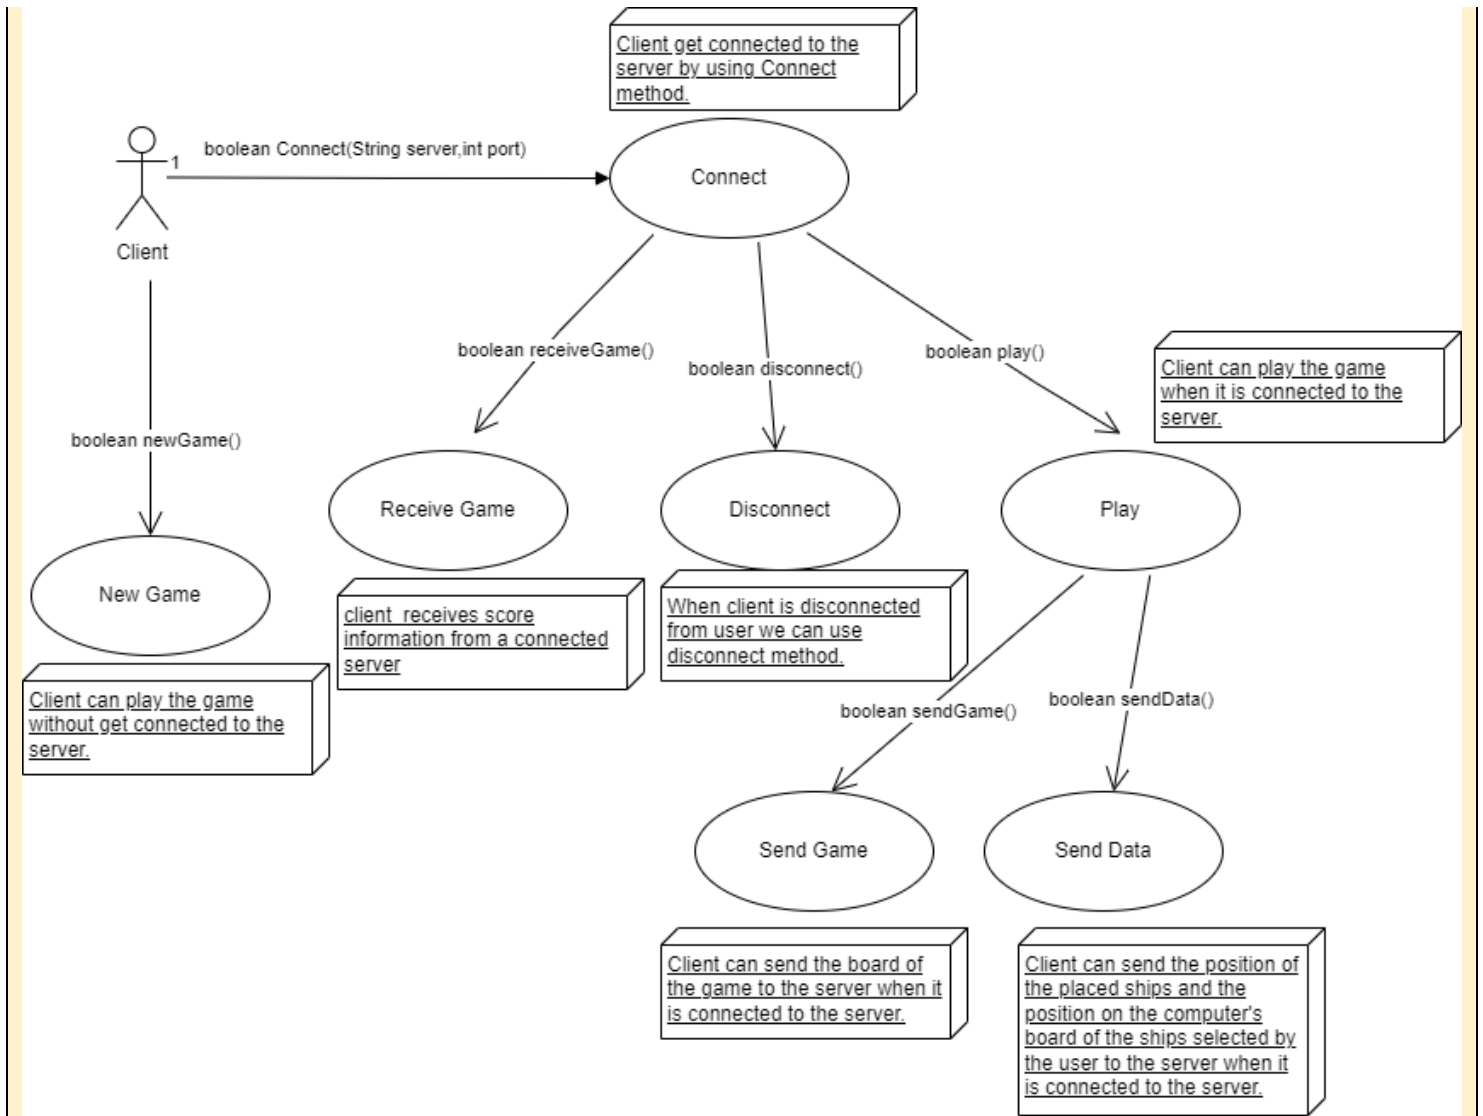 Client get connected to the
server by using Connect
method.
boolean Connect(String server,int port)
1
Connect
Client
boolean receiveGame()
boolean disconnect()
boolean play()
Client can play the game
when it is connected to the
server.
boolean newGame()
Receive Game
Disconnect
Play
New Game
client  receives score
information from a connected
server
When client is disconnected
from user we can use
disconnect method.
Client can play the game
without get connected to the
server.
boolean sendGame()
boolean sendData()
Send Game
Send Data
Client can send the board of
the game to the server when it
is connected to the server.
Client can send the position of
the placed ships and the
position on the computer's
board of the ships selected by
the user to the server when it
is connected to the server.